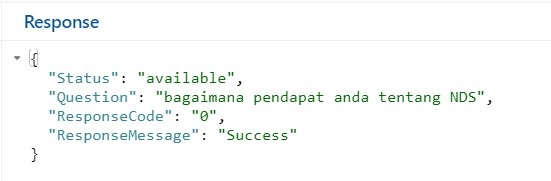 Response
{
"Status": "available",
"Question": "bagaimana pendapat anda tentang NDS",
"ResponseCode": "0",
"ResponseMessage": "Success"
}